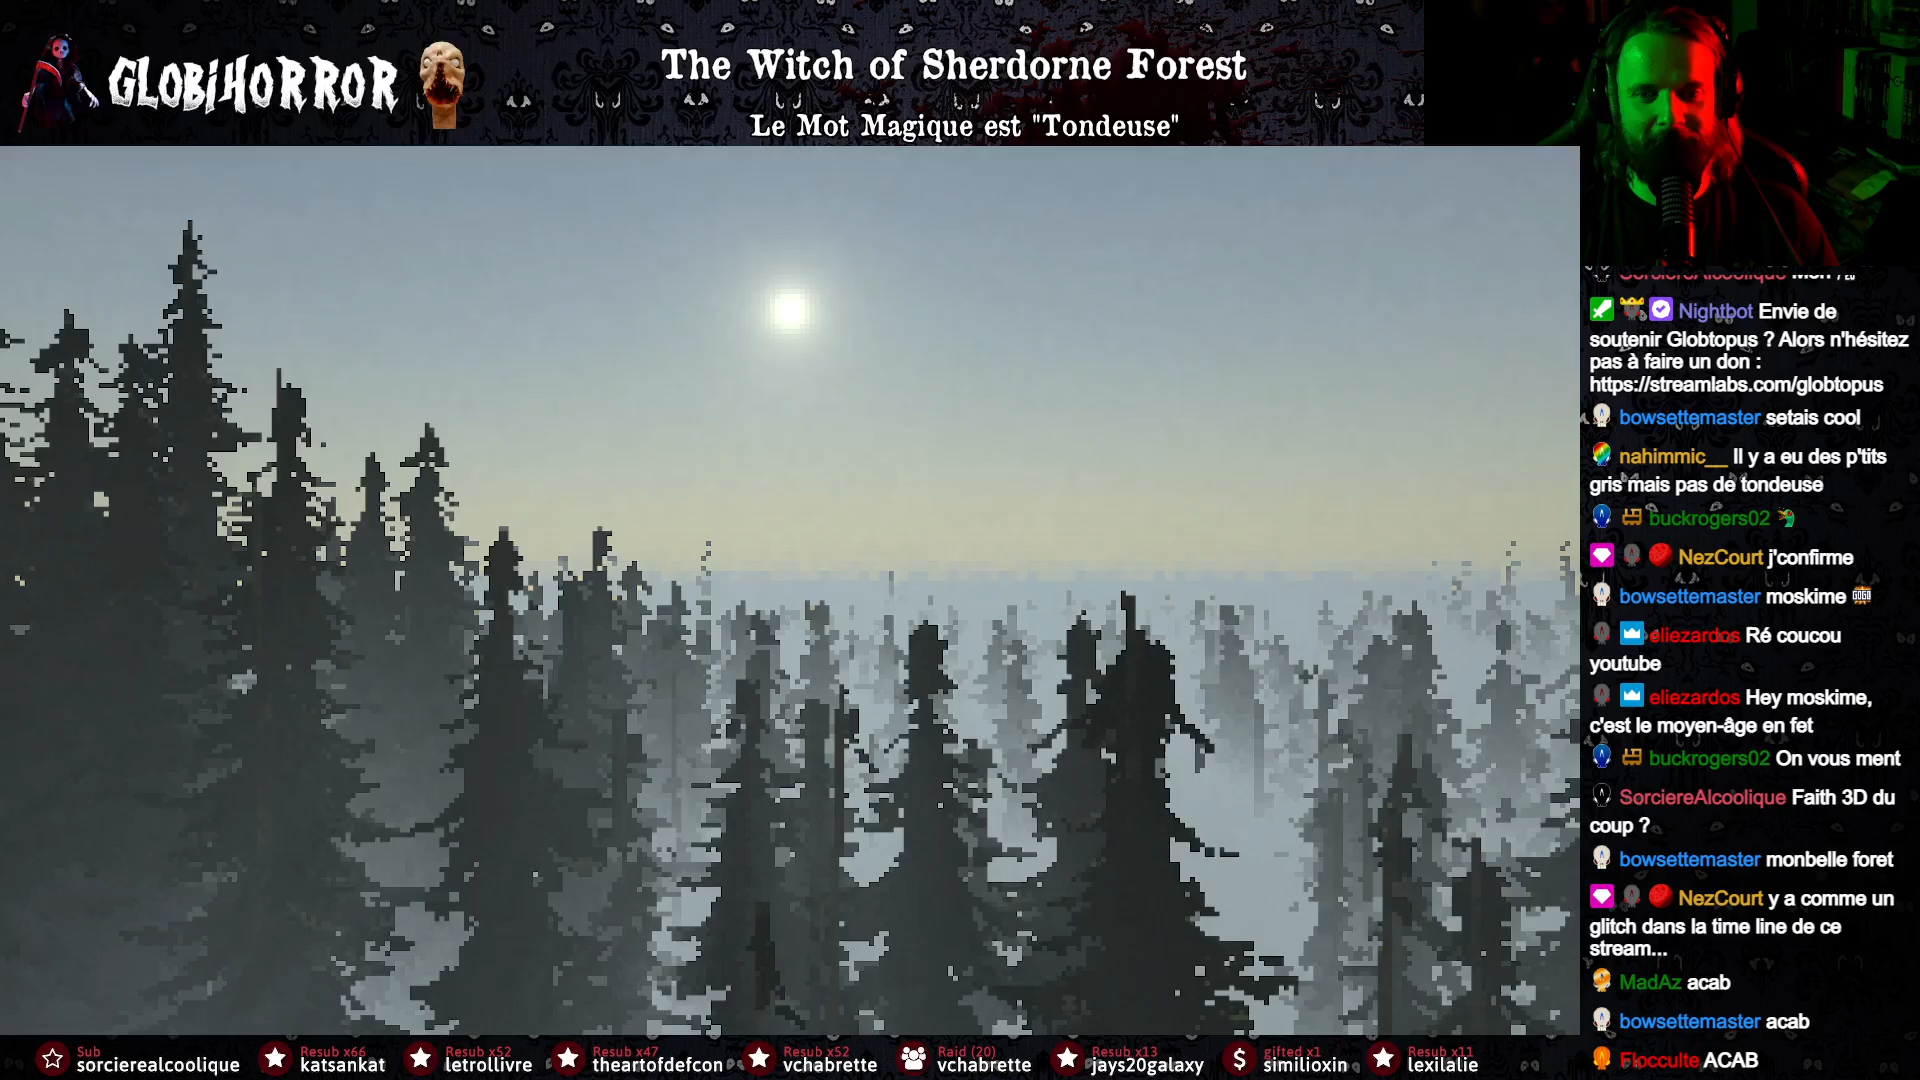 GLOBIHORROR
The Witch of Sherdorne Forest
Le Mot Magique est "Tondeuse"
SorciereAlcoolique
Nightbot Envie de
soutenir Globtopus ? Alors n'hésitez
pas à faire un don :
https://streamlabs.com/globtopus
bowsettemaster setais cool
nahimmic__ Il y a eu des p'tits
gris mais pas de tondeuse
buckrogers02
NezCourt j'confirme
bowsettemaster moskime GOGO
eliezardos Ré coucou
youtube
eliezardos Hey moskime,
c'est le moyen-âge en fet
buckrogers02 On vous ment
SorciereAlcoolique Faith 3D du
coup ?
bowsettemaster monbelle foret
NezCourt y a comme un
glitch dans la time line de ce
stream...
MadAz acab
bowsettemaster acab
Flocculte ACAB
Sub
sorcierealcoolique
Resub x66
katsankat
Resub x52
letrollivre
Resub x47
theartofdefcon
Resub x52
vchabrette
Raid (20)
vchabrette
Resub x13
jays20galaxy
$
gifted x1
similioxin
Resub x11
lexilalie